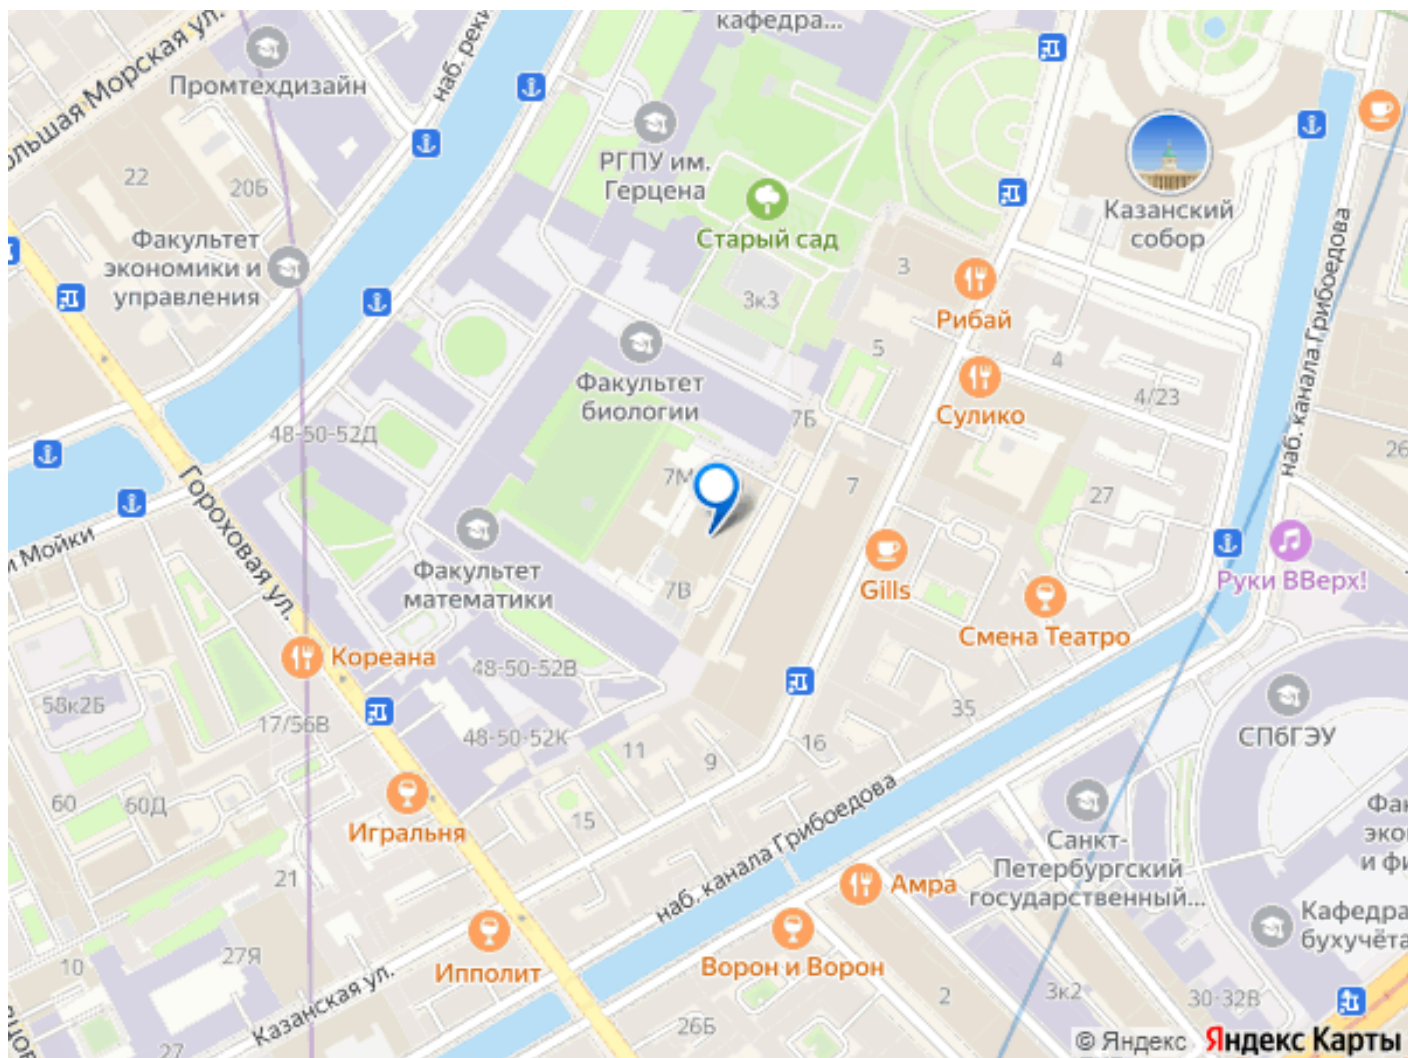 кафедра...
Большая Морская ул.
Промтехдизайн
наб. реки
РГПУ им.
Герцена
Казанский
собор
22
20Б
Старый сад
Факультет
экономики и
управления
3
3к3
Рибай
наб. канала Грибоедова
5
4
Факультет
биологии
4/23
7Б
Сулико
48-50-52Д
26
7М
7
27
Гороховая ул.
и Мойки
Факультет
математики
7В
Gills
Руки ВВерх!
Смена Театро
Кореана
48-50-52В
58к2Б
17/56В
35
48-50-52К
11
9
16
СПбГЭУ
60
60Д
Игральня
15
наб. канала Грибоедова
Санкт-
Петербургский
государственный...
Фак
экон
и фи
21
Амра
Кафедра
бухучёта
27Я
10
Ипполит
Ворон и Ворон
Казанская ул.
2
3к2
30-32В
26Б
27
© Яндекс Яндекс Карты